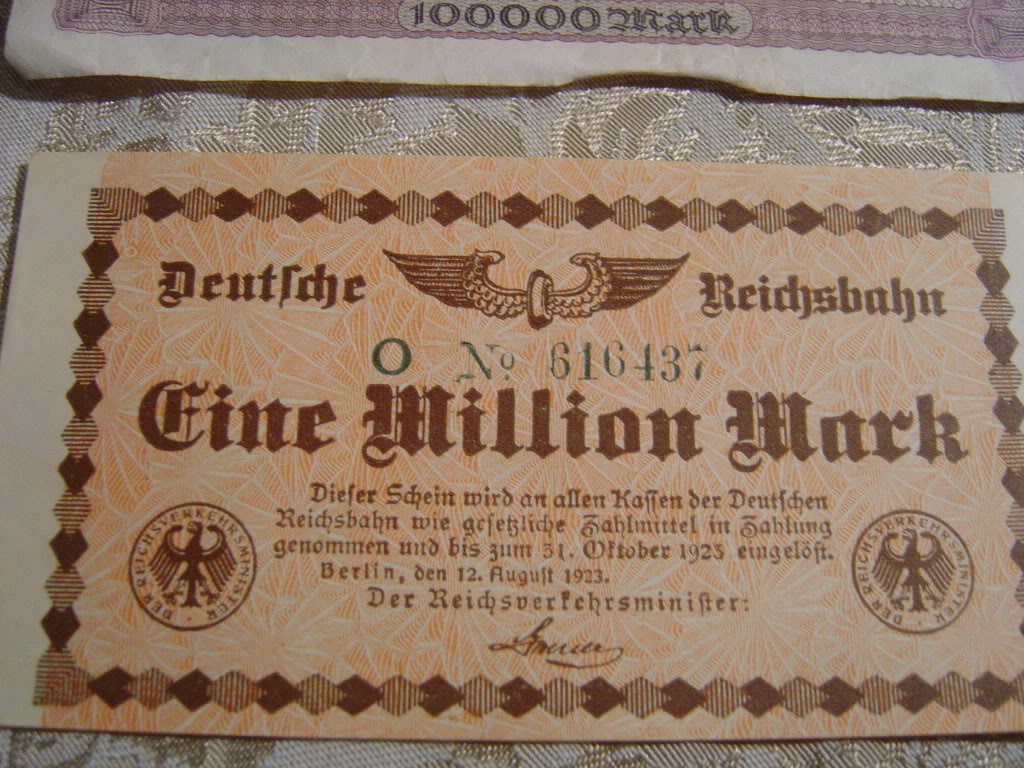 100000 Mark
Deutsche Reichsbahn
O No 616437
Eine Million Mark
Dieser Schein wird an allen Kassen der Deutschen
Reichsbahn wie gesetzliche Zahlmittel in Zahlung
genommen und bis zum 31. Oktober 1923 eingelöst.
Berlin, den 12. August 1923.
Der Reichsverkehrsminister:
DER REICHSVERKEHRSMINISTER
DER REICHSVERKEHRSMINISTER